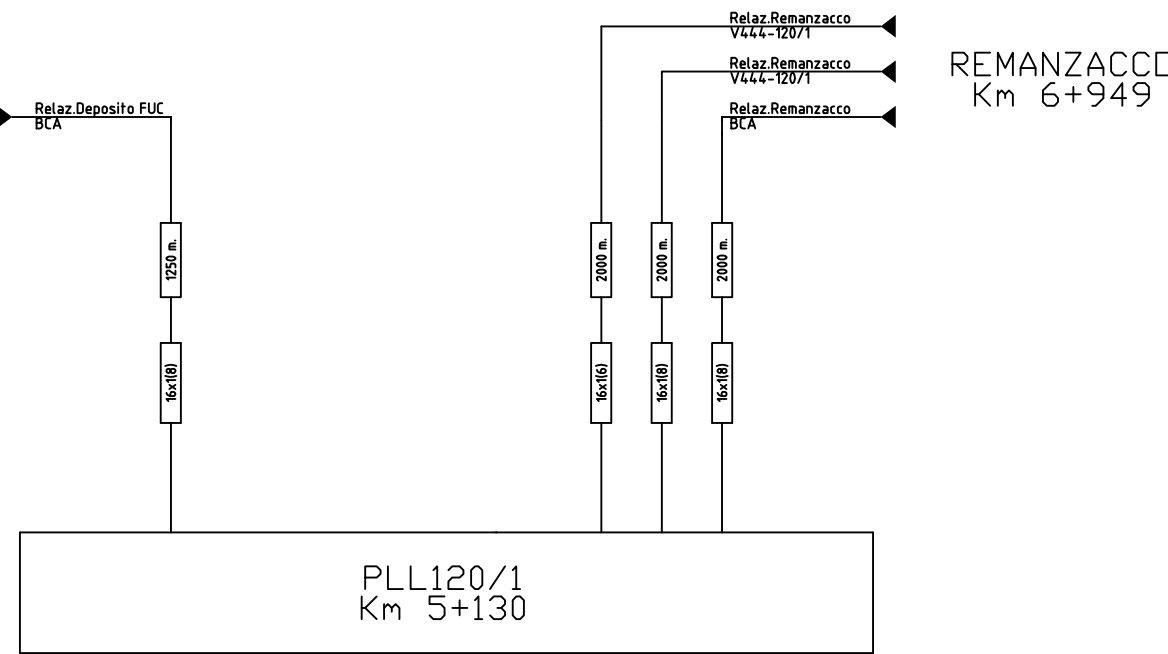 Relaz.Remanzacco
V444-120/1
Relaz.Remanzacco
V444-120/1
REMANZACCO
Km 6+949
Relaz.Deposito FUC
BCA
Relaz.Remanzacco
BCA
1250 m.
2000 m.
2000 m.
2000 m.
16x1(8)
16x1(6)
16x1(8)
16x1(8)
PLL120/1
Km 5+130